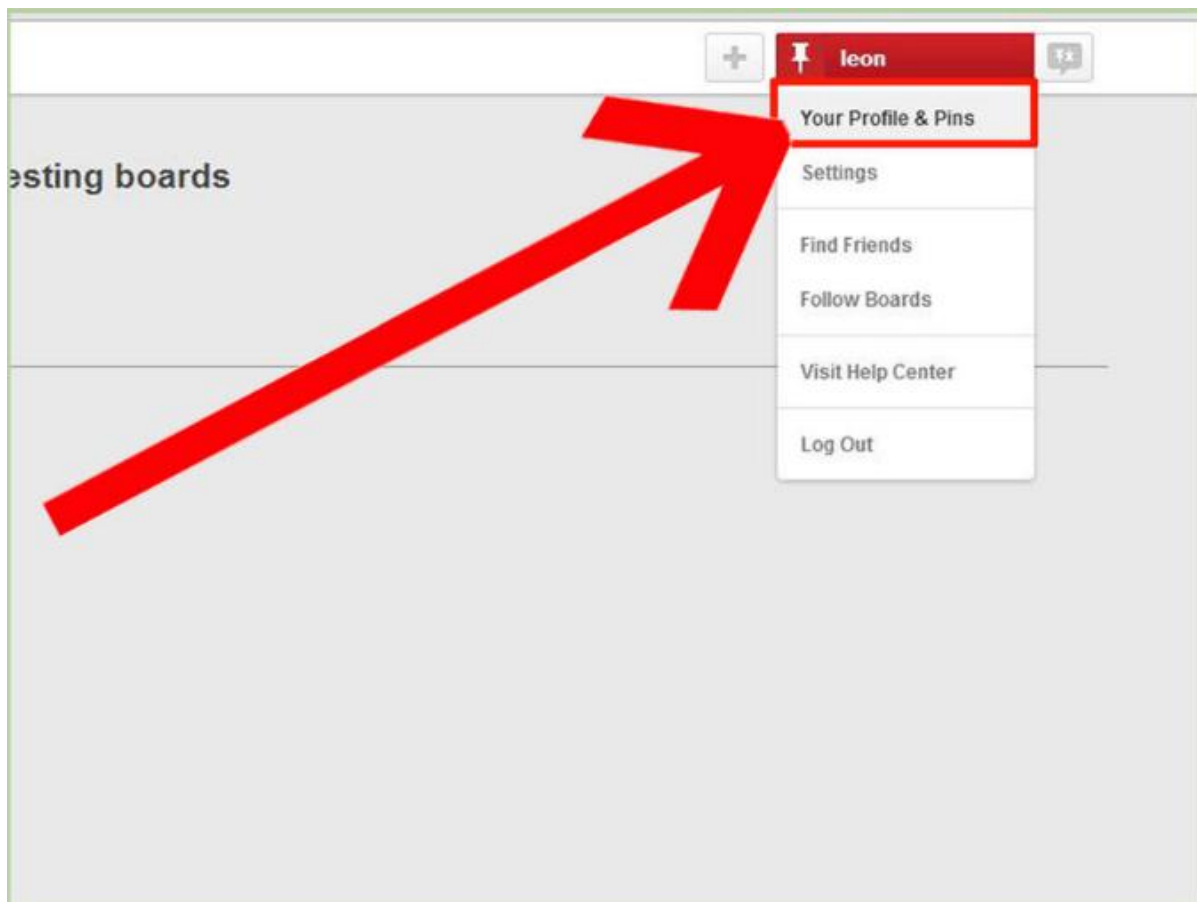 leon
Your Profile & Pins
esting boards
Settings
Find Friends
Follow Boards
Visit Help Center
Log Out